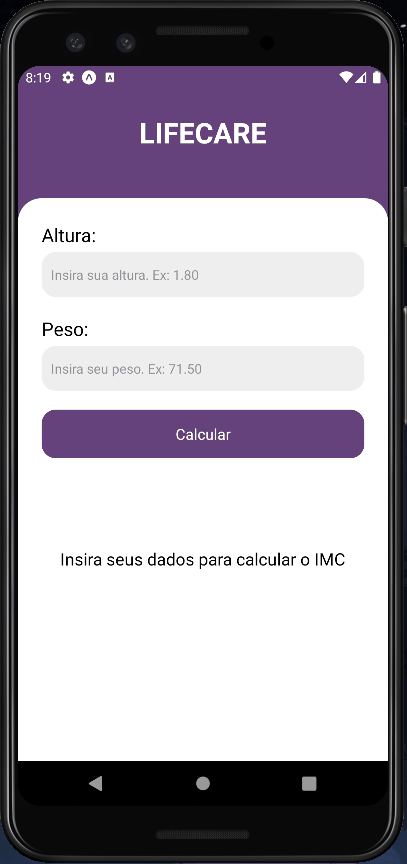 8:19
LIFECARE
Altura:
Insira sua altura. Ex: 1.80
Peso:
Insira seu peso. Ex: 71.50
Calcular
Insira seus dados para calcular o IMC